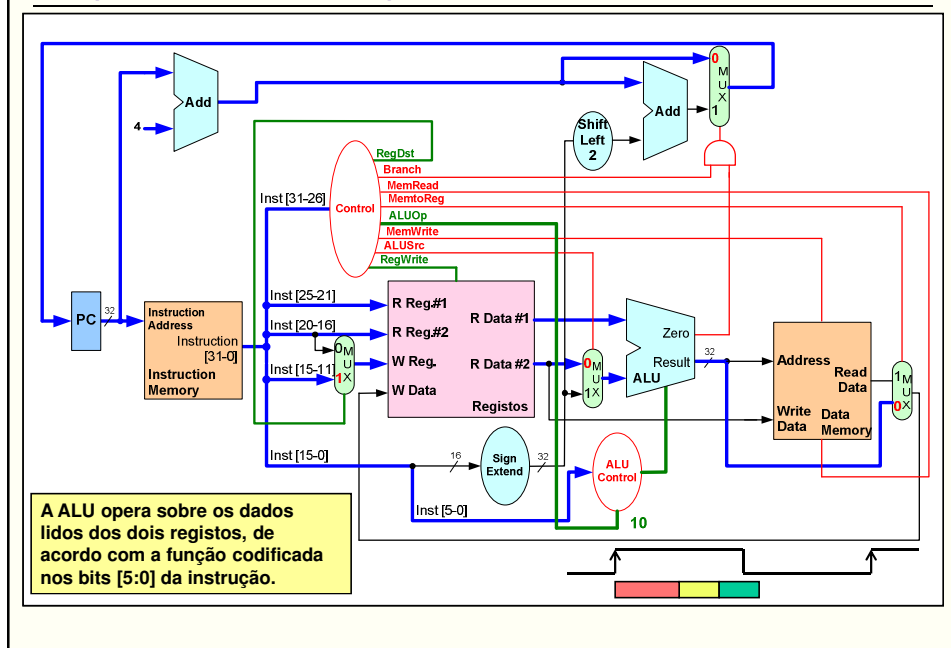 0
M
U
X
1
Add
4
Add
Shift
Left
2
RegDst
Branch
MemRead
MemtoReg
ALUOp
MemWrite
ALUSrc
RegWrite
Control
Inst [31-26]
Inst [25-21]
Inst [20-16]
Inst [15-11]
Inst [15-0]
Inst [5-0]
PC
32
Instruction
Address
Instruction
[31-0]
Instruction
Memory
0
M
U
1
X
R Reg.#1
R Reg.#2
W Reg.
W Data
R Data #1
R Data #2
Registos
0
M
U
1
X
Zero
Result
ALU
32
Address
Read
Data
Write
Data
Data
Memory
1
M
U
0
X
16
Sign
Extend
32
ALU
Control
10
A ALU opera sobre os dados
lidos dos dois registos, de
acordo com a função codificada
nos bits [5:0] da instrução.